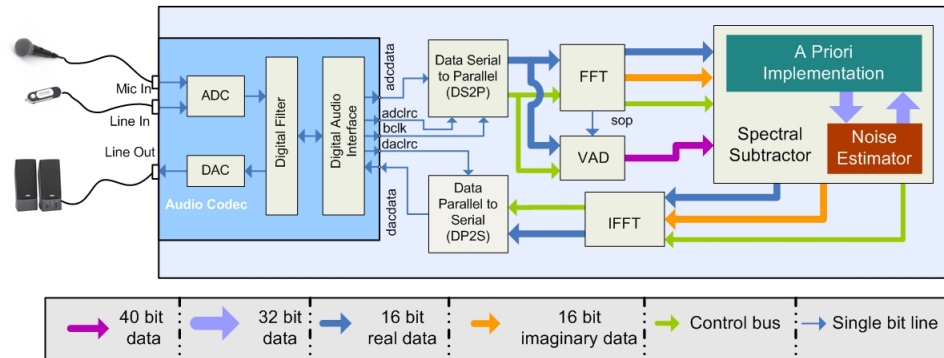 Mic In
Line In
Line Out
ADC
DAC
Audio Codec
Digital Filter
Digital Audio
Interface
adcdata
adclrc
bclk
daclrc
dacdata
Data Serial
to Parallel
(DS2P)
Data
Parallel to
Serial
(DP2S)
FFT
sop
VAD
IFFT
A Priori
Implementation
Spectral
Subtractor
Noise
Estimator
40 bit
data
32 bit
data
16 bit
real data
16 bit
imaginary data
Control bus
Single bit line